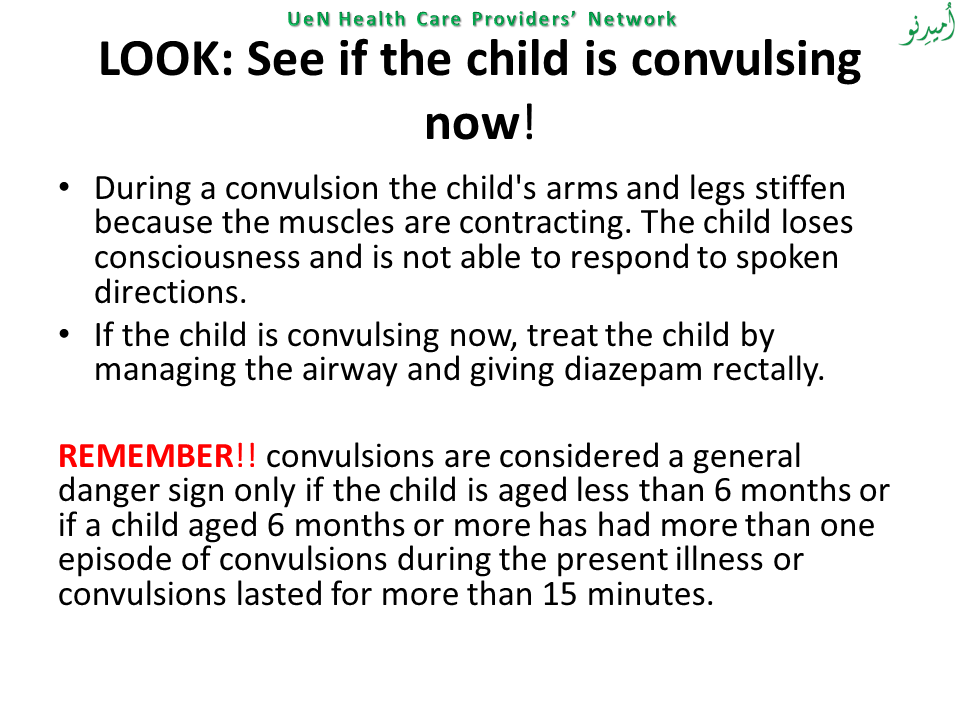 UeN Health Care Providers’ Network
اُمیدِنو
LOOK: See if the child is convulsing
now!
• During a convulsion the child's arms and legs stiffen
because the muscles are contracting. The child loses
consciousness and is not able to respond to spoken
directions.
• If the child is convulsing now, treat the child by
managing the airway and giving diazepam rectally.
REMEMBER!! convulsions are considered a general
danger sign only if the child is aged less than 6 months or
if a child aged 6 months or more has had more than one
episode of convulsions during the present illness or
convulsions lasted for more than 15 minutes.